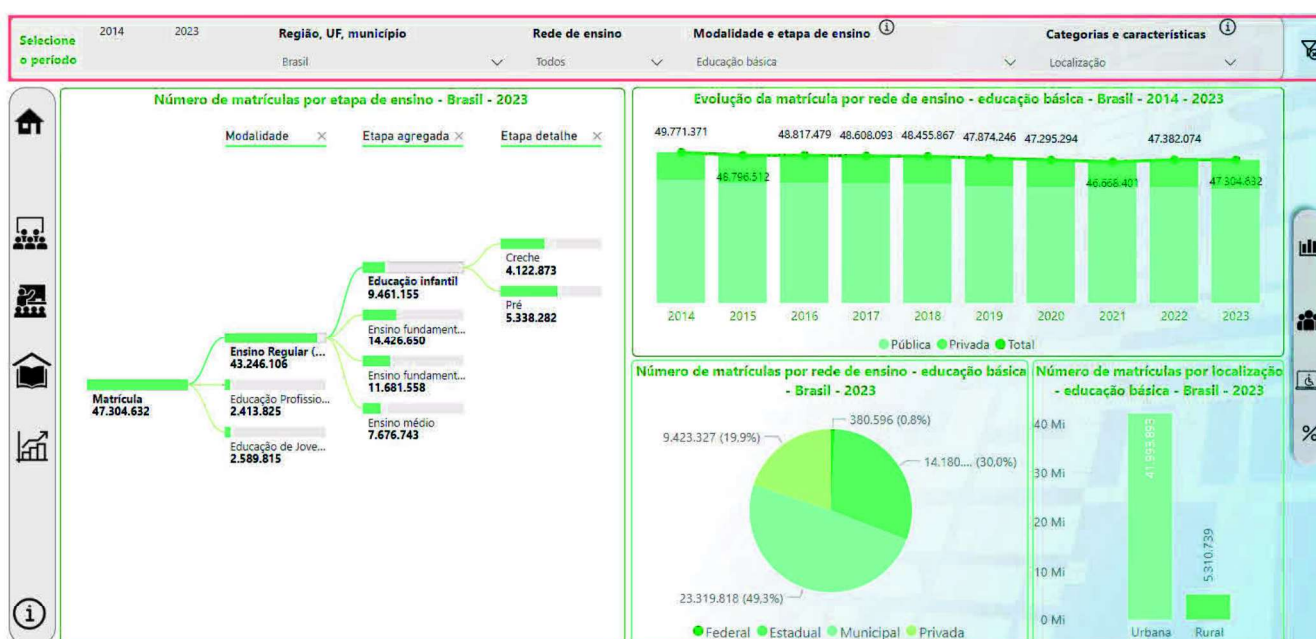 Selecione
o período
2014 2023
Região, UF, município
Brasil
Rede de ensino
Todos
Modalidade e etapa de ensino
Educação básica
Categorias e características
Localização
Número de matrículas por etapa de ensino - Brasil - 2023
Modalidade
Etapa agregada
Etapa detalhe
Matrícula
47.304.632
Ensino Regular (...
43.246.106
Educação Profissio...
2.413.825
Educação de Jove...
2.589.815
Educação infantil
9.461.155
Ensino fundament...
14.426.650
Ensino fundament...
11.681.558
Ensino médio
7.676.743
Creche
4.122.873
Pré
5.338.282
Evolução da matrícula por rede de ensino - educação básica - Brasil - 2014 - 2023
49.771.371 48.817.479 48.608.093 48.455.867 47.874.246 47.295.294 47.382.074
48.796.512 46.668.401 47.304.632
2014 2015 2016 2017 2018 2019 2020 2021 2022 2023
Pública Privada Total
Número de matrículas por rede de ensino - educação básica
- Brasil - 2023
380.596 (0,8%)
9.423.327 (19,9%)
14.180.... (30,0%)
23.319.818 (49,3%)
Federal Estadual Municipal Privada
Número de matrículas por localização
- educação básica - Brasil - 2023
40 Mi
30 Mi
20 Mi
10 Mi
0 Mi
41.993.893
5.310.739
Urbana Rural